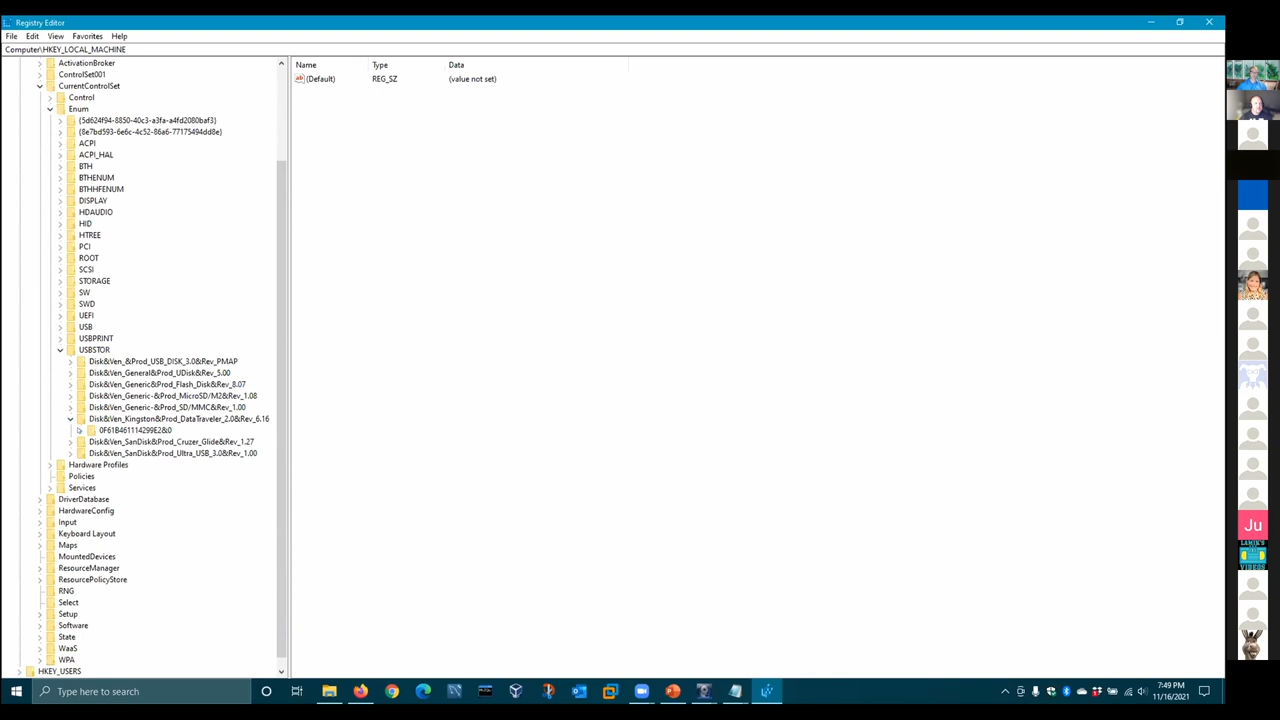 Registry Editor
File Edit View Favorites Help
Computer\HKEY_LOCAL_MACHINE
Name Type Data
(Default) REG_SZ (value not set)
ActivationBroker
ControlSet001
CurrentControlSet
Control
Enum
{5d624f94-8850-40c3-a3fa-a4fd2080baf3}
{8e7bd593-6e6c-4c52-86a6-77175494dd8e}
ACPI
ACPI_HAL
BTH
BTHENUM
BTHHFENUM
DISPLAY
HDAUDIO
HID
HTREE
PCI
ROOT
SCSI
STORAGE
SW
SWD
UEFI
USB
USBPRINT
USBSTOR
Disk&Ven_&Prod_USB_DISK_3.0&Rev_PMAP
Disk&Ven_General&Prod_UDisk&Rev_5.00
Disk&Ven_Generic&Prod_Flash_Disk&Rev_8.07
Disk&Ven_Generic-&Prod_MicroSD/M2&Rev_1.08
Disk&Ven_Generic-&Prod_SD/MMC&Rev_1.00
Disk&Ven_Kingston&Prod_DataTraveler_2.0&Rev_6.16
0F61B461114299E2&0
Disk&Ven_SanDisk&Prod_Cruzer_Glide&Rev_1.27
Disk&Ven_SanDisk&Prod_Ultra_USB_3.0&Rev_1.00
Hardware Profiles
Policies
Services
DriverDatabase
HardwareConfig
Input
Keyboard Layout
Maps
MountedDevices
ResourceManager
ResourcePolicyStore
RNG
Select
Setup
Software
State
WaaS
WPA
HKEY_USERS
Ju
LAMIK'S
VIDEOS
Type here to search
7:49 PM
11/16/2021